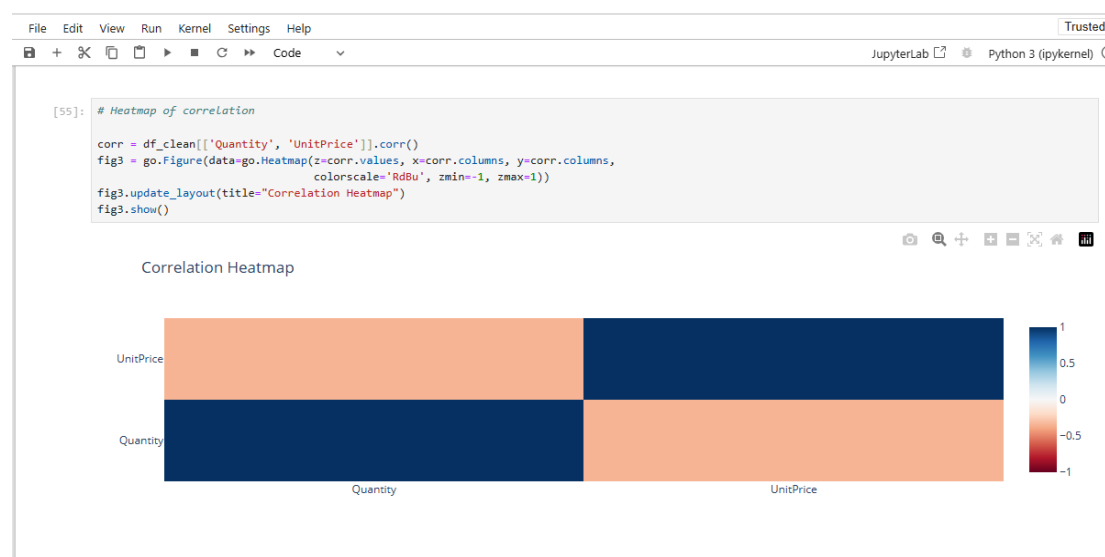 File Edit View Run Kernel Settings Help
Trusted
Code
JupyterLab
Python 3 (ipykernel)
[55]:
# Heatmap of correlation
corr = df_clean[['Quantity', 'UnitPrice']].corr()
fig3 = go.Figure(data=go.Heatmap(z=corr.values, x=corr.columns, y=corr.columns,
colorscale='RdBu', zmin=-1, zmax=1))
fig3.update_layout(title="Correlation Heatmap")
fig3.show()
Correlation Heatmap
UnitPrice
Quantity
Quantity
UnitPrice
1
0.5
0
−0.5
−1